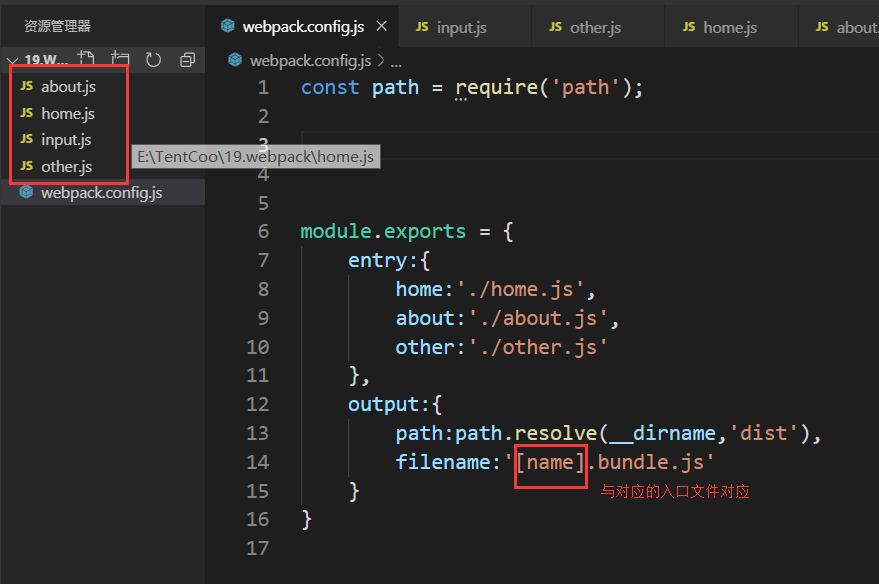 资源管理器
webpack.config.js
JS input.js
JS other.js
JS home.js
JS about.
19.W...
webpack.config.js > ...
JS about.js
JS home.js
JS input.js
JS other.js
webpack.config.js
E:\TentCoo\19.webpack\home.js
1 const path = require('path');
2
3
4
5
6 module.exports = {
7 entry:{
8 home:'./home.js',
9 about:'./about.js',
10 other:'./other.js'
11 },
12 output:{
13 path:path.resolve(__dirname,'dist'),
14 filename:'[name].bundle.js'
与对应的入口文件对应
15 }
16 }
17